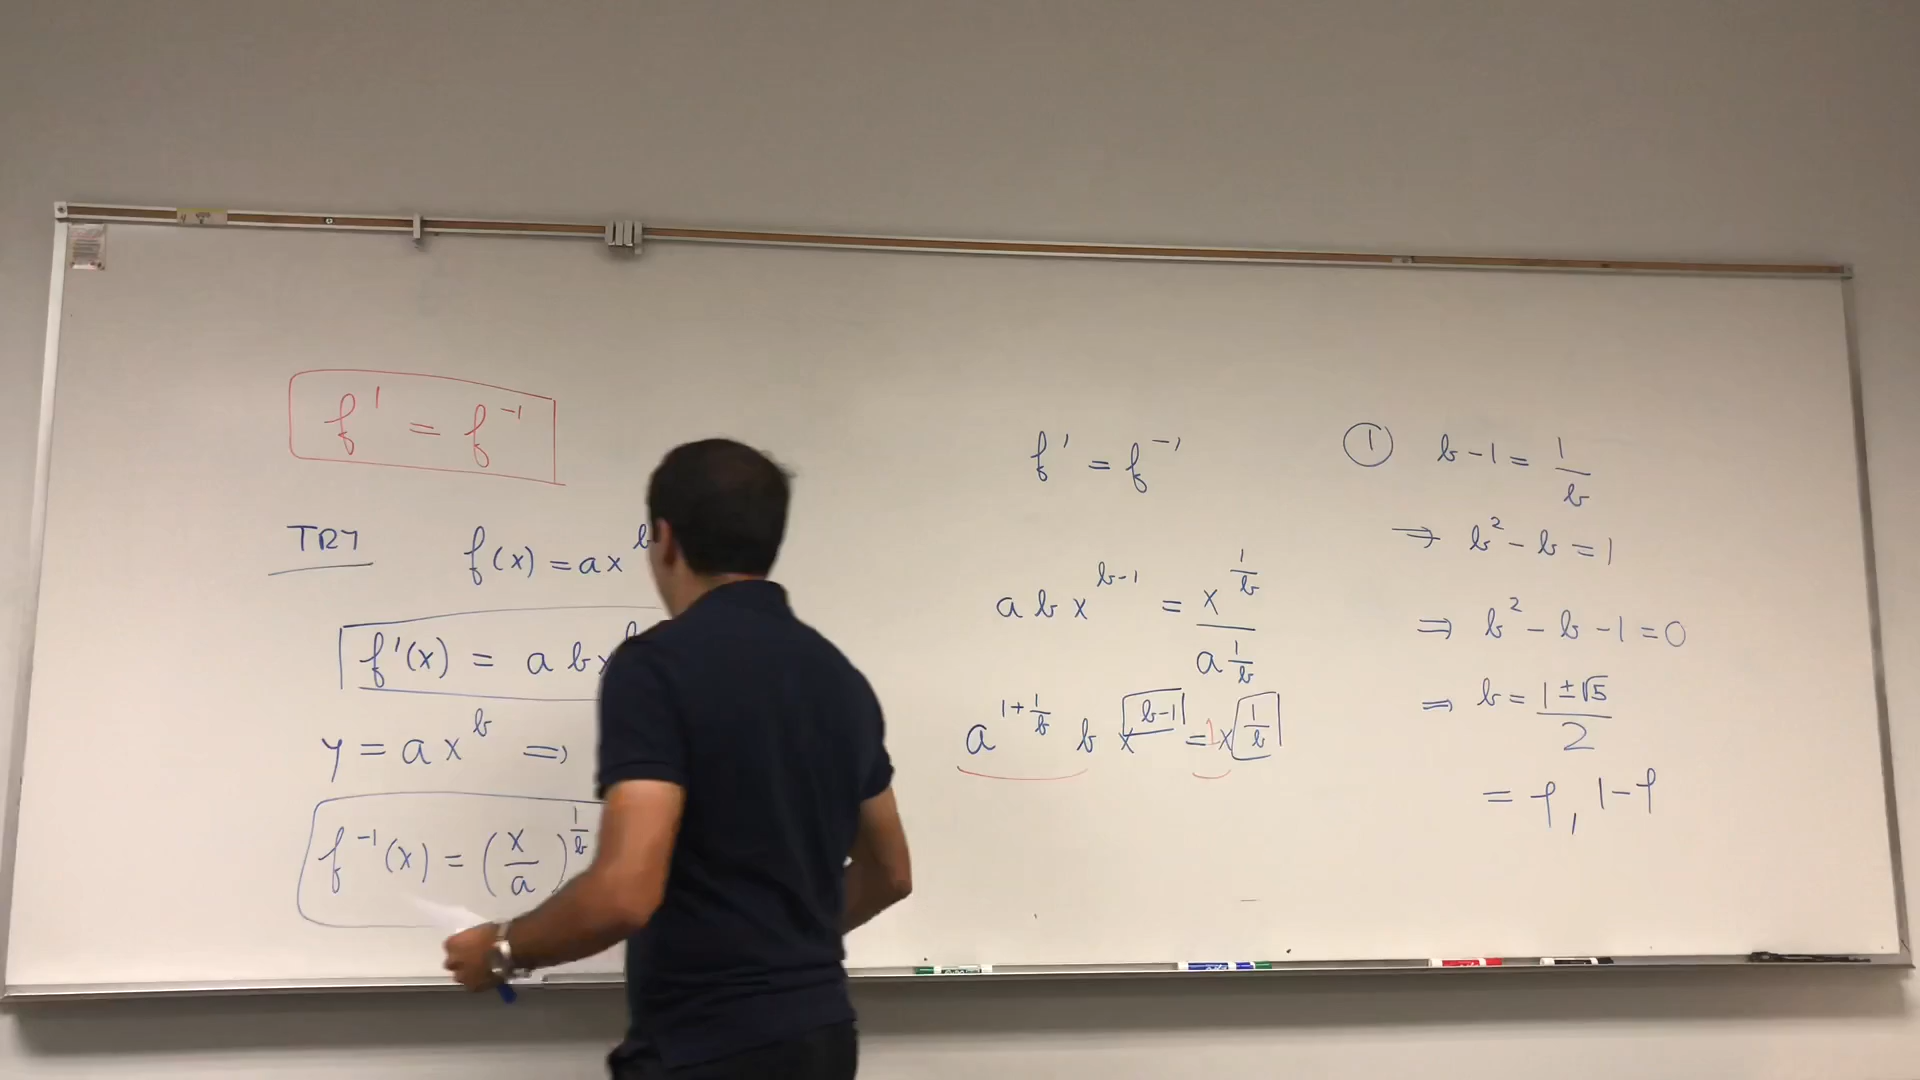 f' = f^{-1}
TRY f(x) = ax^b
f'(x) = a b x
y = a x^b ⇒
f^{-1}(x) = (x/a)^{1/b}
f' = f^{-1}
a b x^{b-1} = x^{1/b} / a^{1/b}
a^{1+1/b} b x^{b-1} = 1 x^{1/b}
① b-1 = 1/b
⇒ b² - b = 1
⇒ b² - b - 1 = 0
⇒ b = (1 ± √5) / 2
= φ, 1-φ